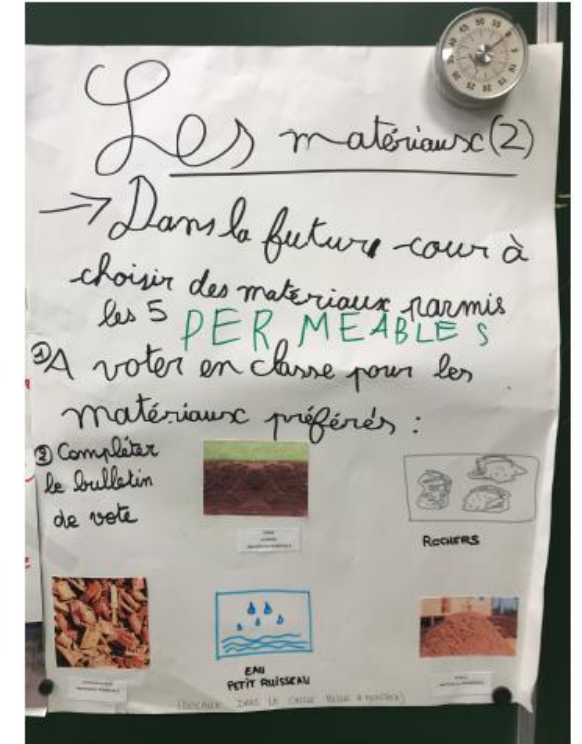 Les matériaux (2)
→ Dans la future cour à
choisir des materiaux parmis
les 5 PERMEABLES
① A voter en classe pour les
matériaux préférés :
② Compléter
le bulletin
de vote
ROCHERS
EAU
PETIT RUISSEAU